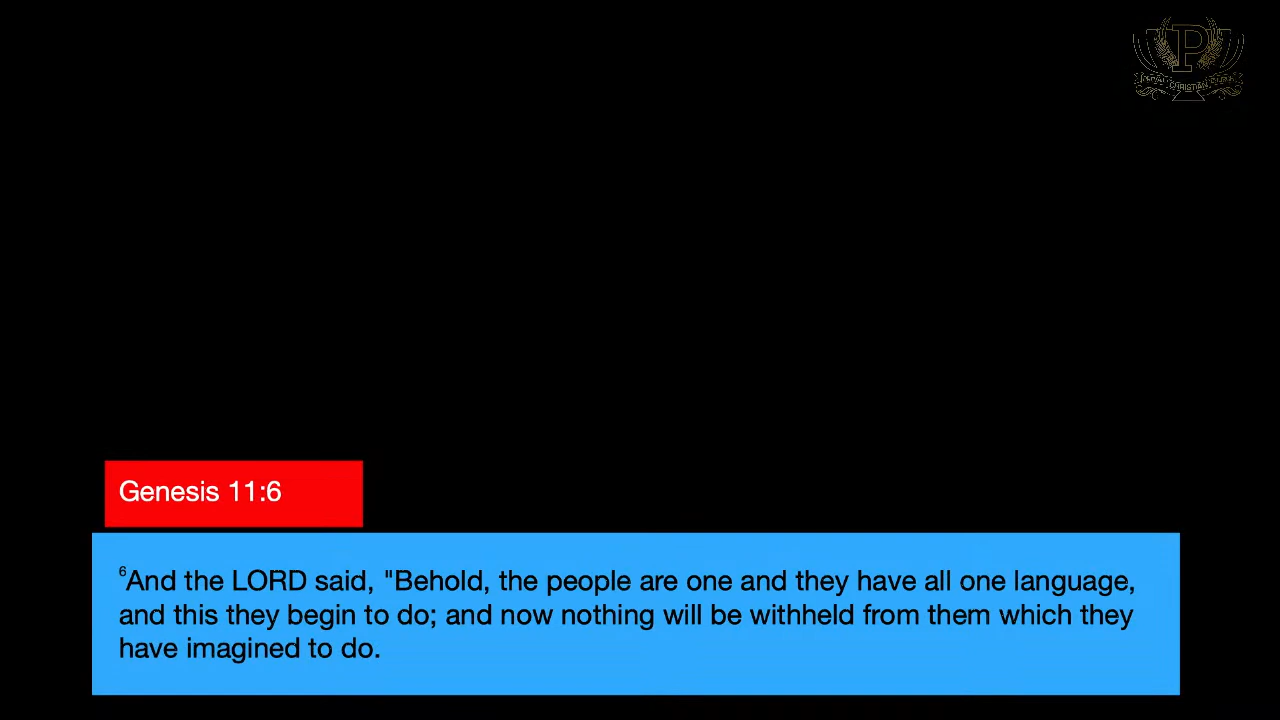 P
CHRISTIAN
Genesis 11:6
6And the LORD said, "Behold, the people are one and they have all one language,
and this they begin to do; and now nothing will be withheld from them which they
have imagined to do.